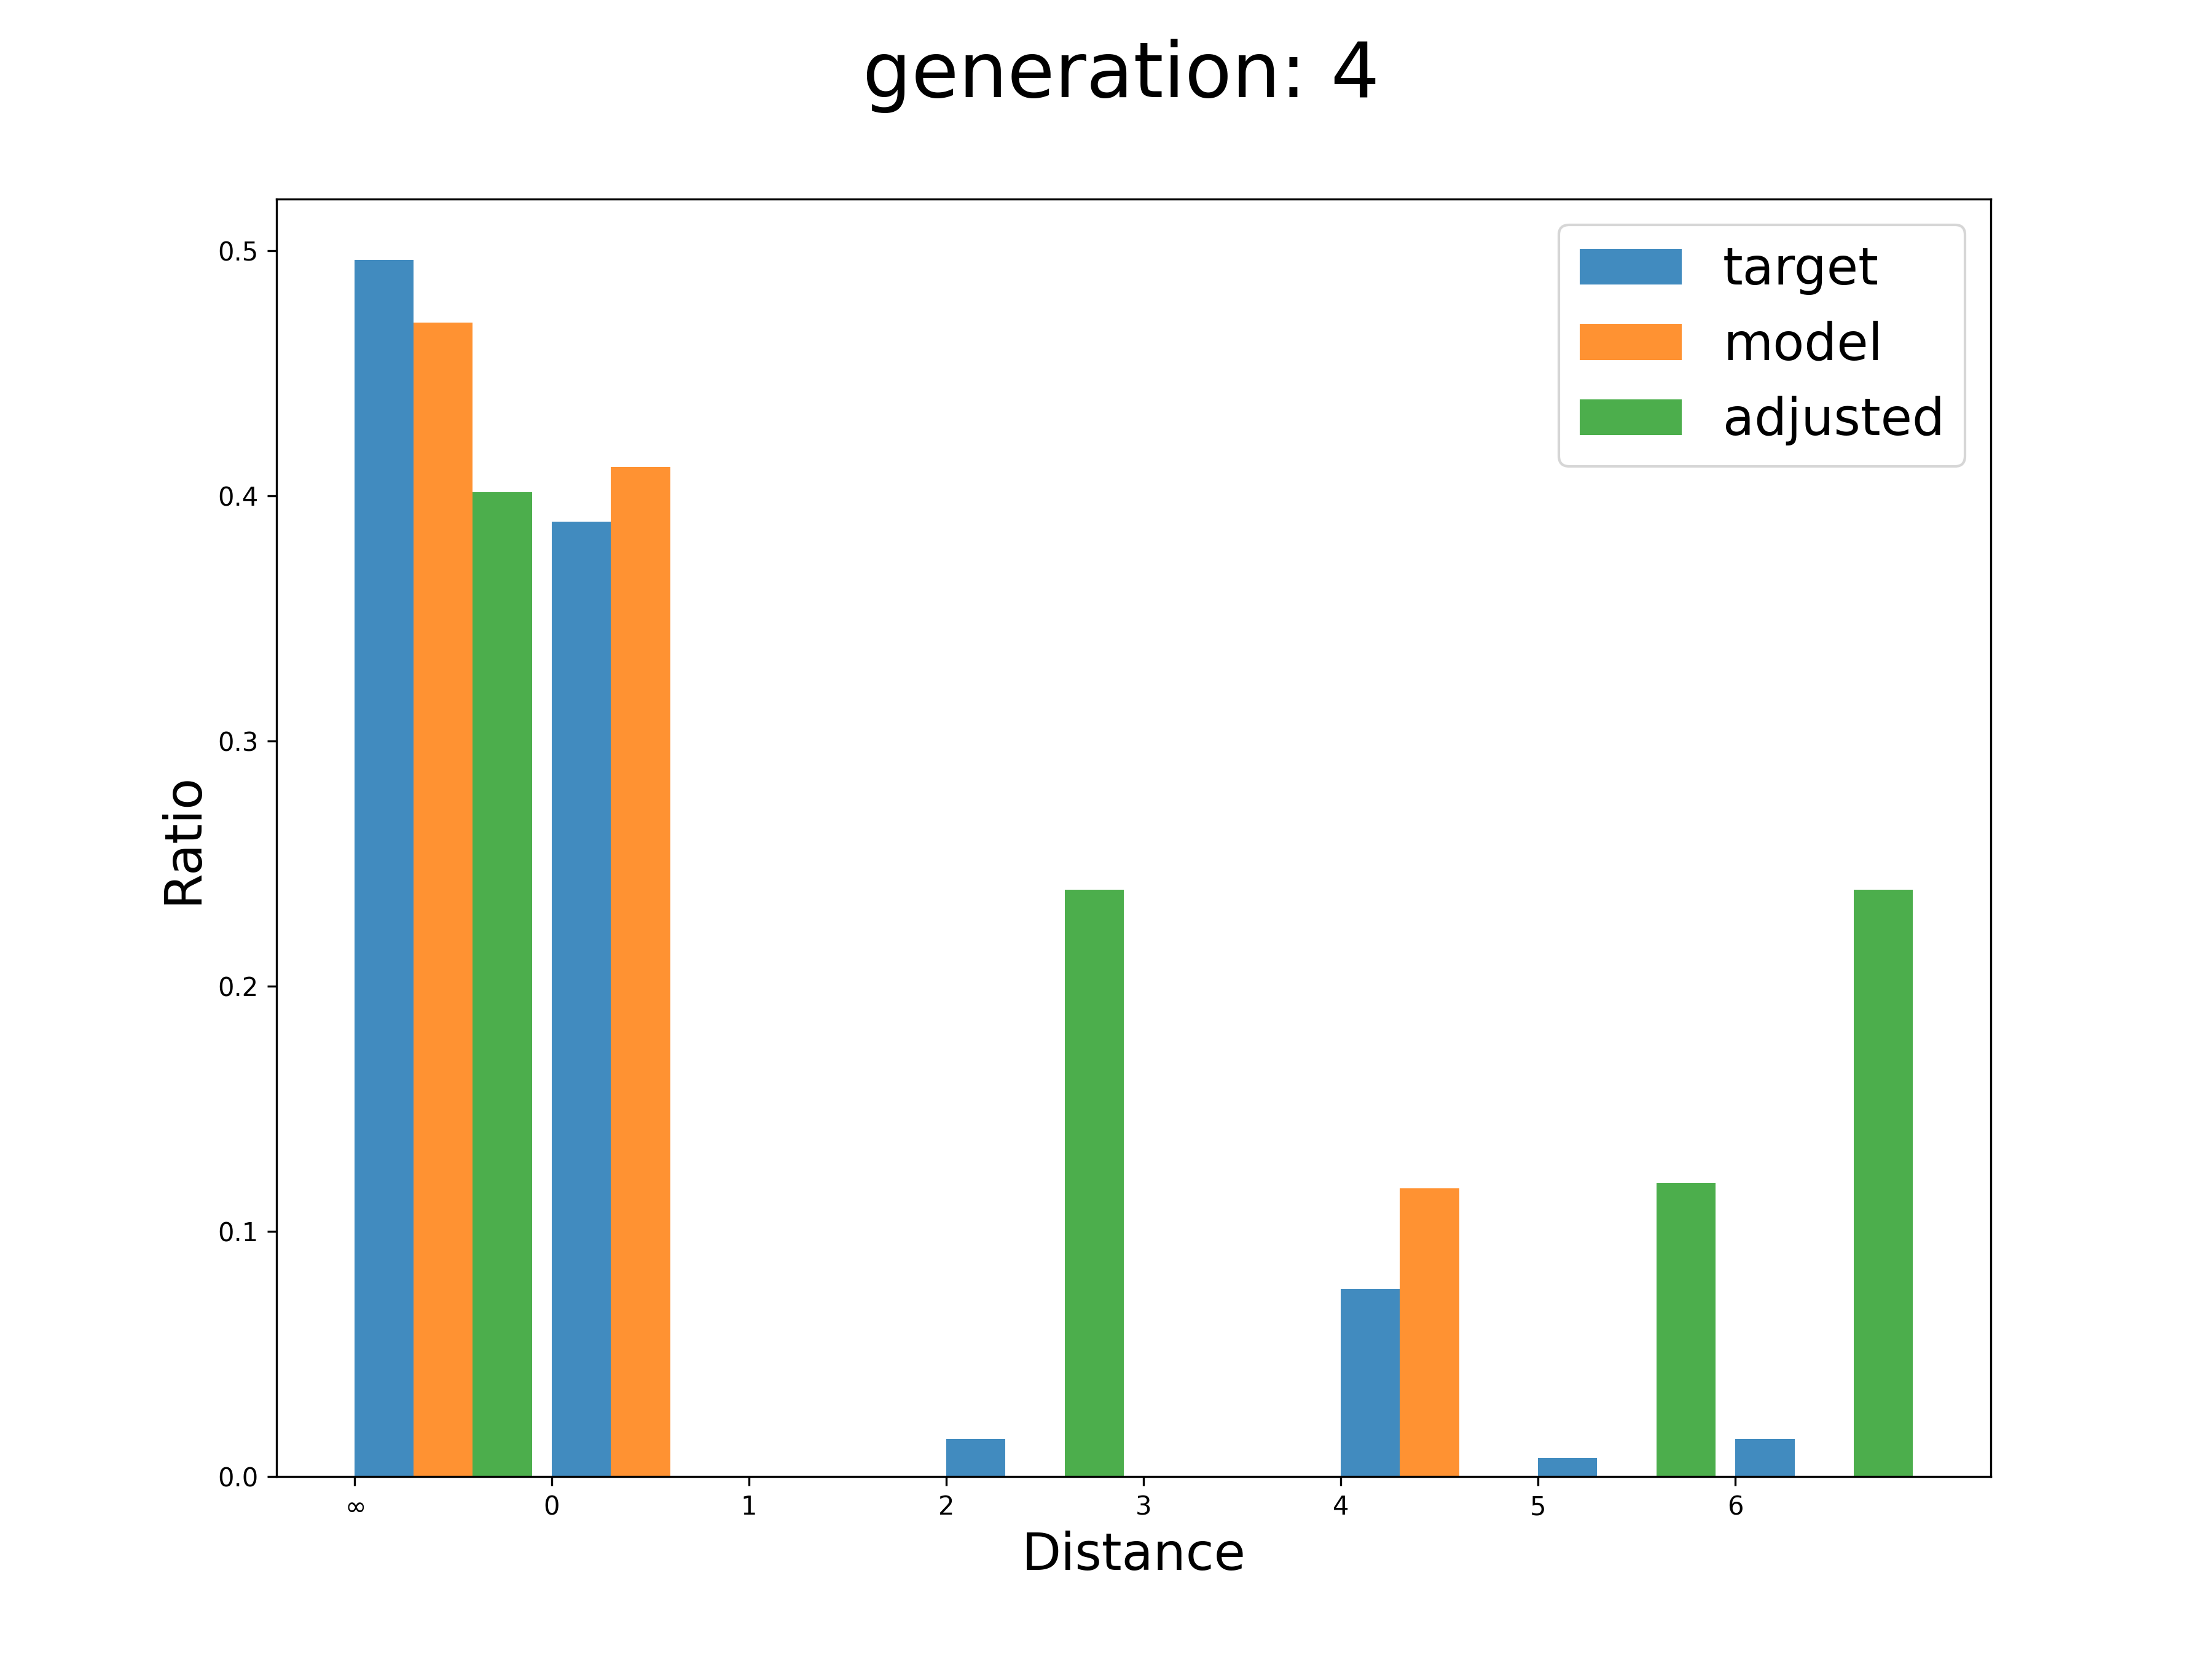 generation: 4
target
model
adjusted
Ratio
0.5
0.4
0.3
0.2
0.1
0.0
∞ 0 1 2 3 4 5 6
Distance